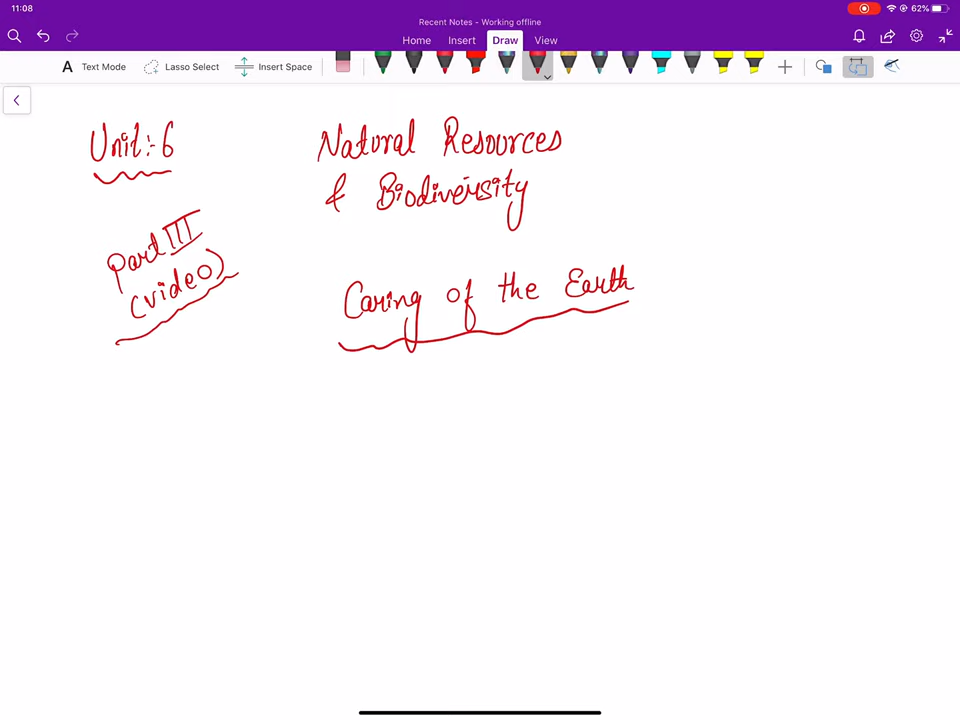 11:08
62%
Recent Notes - Working offline
Home Insert Draw View
A Text Mode Lasso Select Insert Space
Unit:-6
Natural Resources
& Biodiversity
Part III
(video)
Caring of the Earth